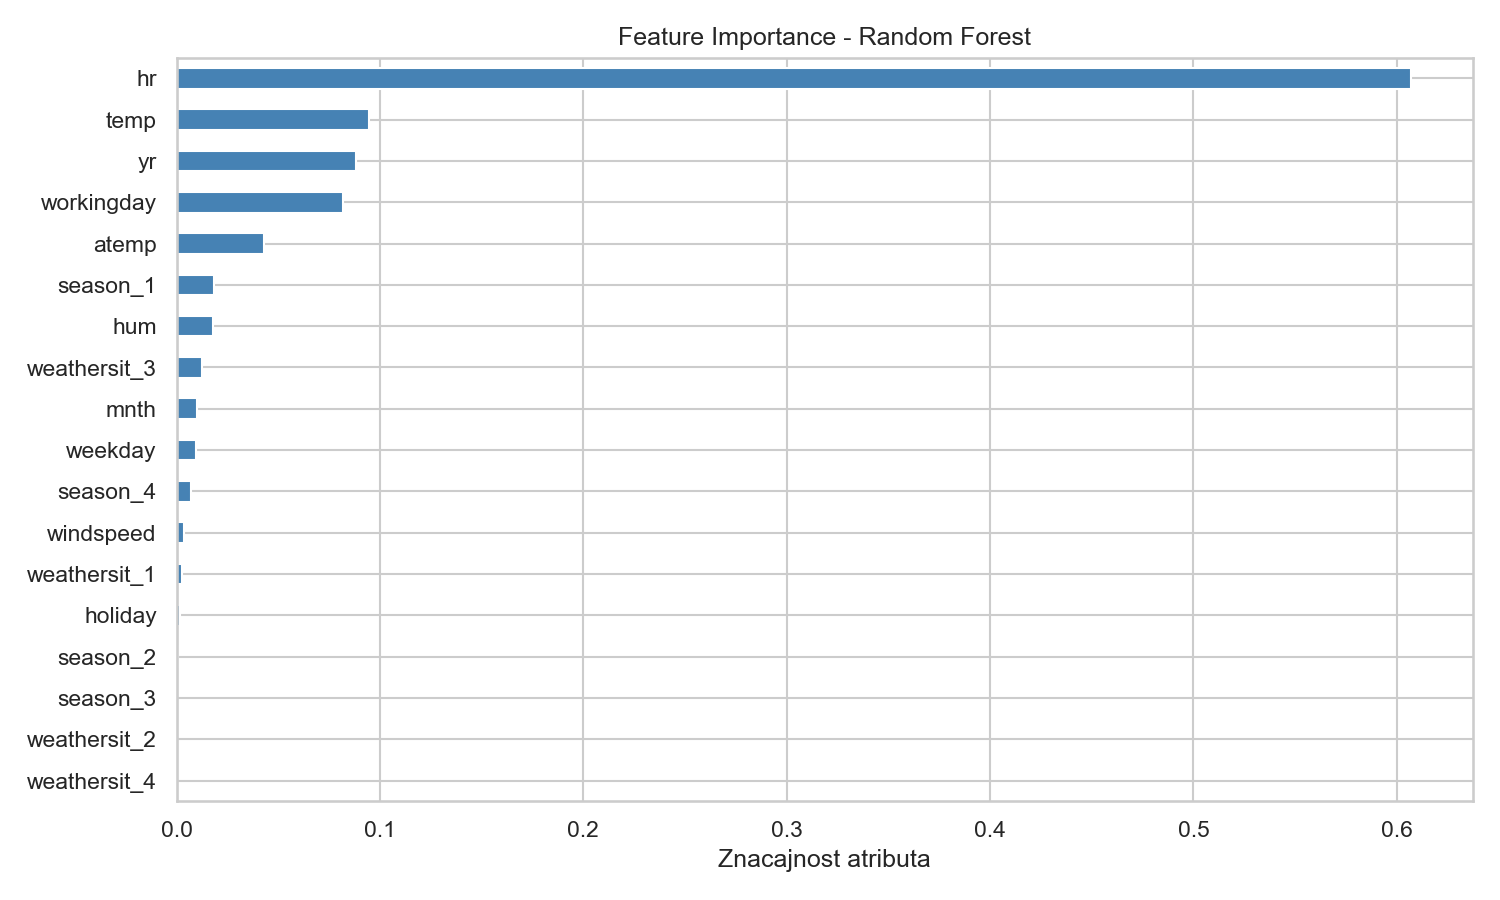 Feature Importance - Random Forest
hr
temp
yr
workingday
atemp
season_1
hum
weathersit_3
mnth
weekday
season_4
windspeed
weathersit_1
holiday
season_2
season_3
weathersit_2
weathersit_4
0.0 0.1 0.2 0.3 0.4 0.5 0.6
Znacajnost atributa